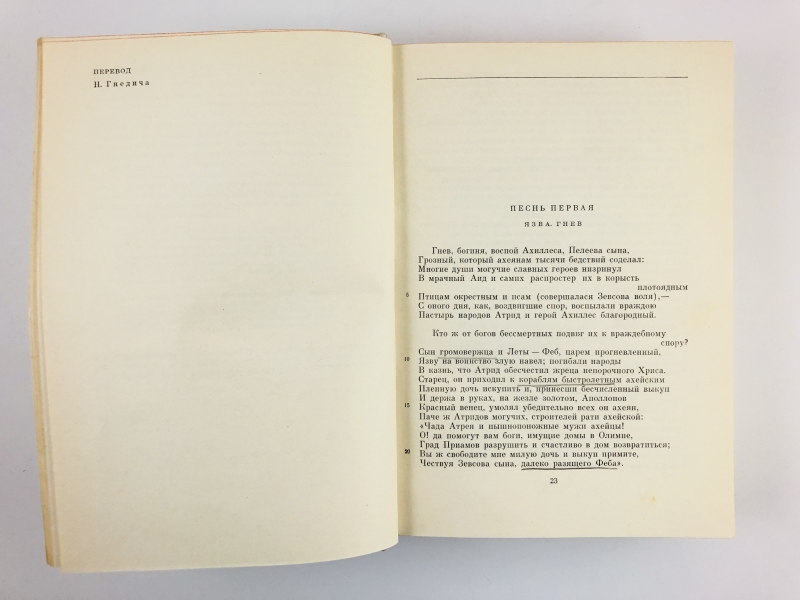 ПЕРЕВОД
Н. Гнедича
ПЕСНЬ ПЕРВАЯ
ЯЗВА. ГНЕВ
Гнев, богиня, воспой Ахиллеса, Пелеева сына,
Грозный, который ахеянам тысячи бедствий соделал:
Многие души могучие славных героев низринул
В мрачный Аид и самих распростер их в корысть
плотоядным
5 Птицам окрестным и псам (совершалася Зевсова воля),—
С оного дня, как, воздвигшие спор, воспылали враждою
Пастырь народов Атрид и герой Ахиллес благородный.
Кто ж от богов бессмертных подвиг их к враждебному
спору?
Сын громовержца и Леты — Феб, царем прогневленный,
10 Язву на воинство злую навел; погибали народы
В казнь, что Атрид обесчестил жреца непорочного Хриса.
Старец, он приходил к кораблям быстролетным ахейским
Пленную дочь искупить и, принесши бесчисленный выкуп
И держа в руках, на жезле золотом, Аполлонов
15 Красный венец, умолял убедительно всех он ахеян,
Паче ж Атридов могучих, строителей рати ахейской:
«Чада Атрея и пышнопоножные мужи ахейцы!
О! да помогут вам боги, имущие домы в Олимпе,
Град Приамов разрушить и счастливо в дом возвратиться;
20 Вы ж свободите мне милую дочь и выкуп примите,
Чествуя Зевсова сына, далеко разящего Феба».
23